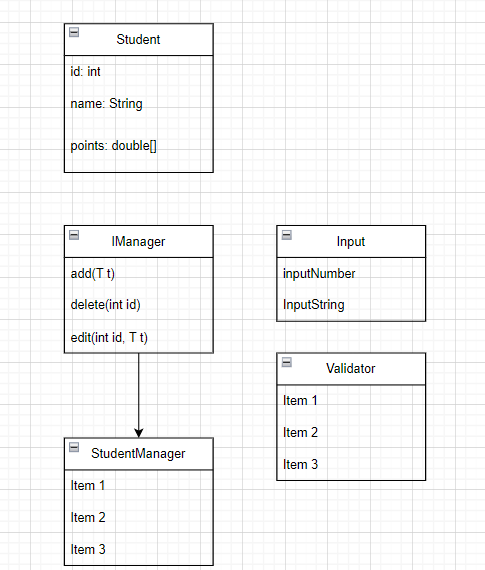 Student
id: int
name: String
points: double[]
IManager
add(T t)
delete(int id)
edit(int id, T t)
Input
inputNumber
InputString
Validator
Item 1
Item 2
Item 3
StudentManager
Item 1
Item 2
Item 3